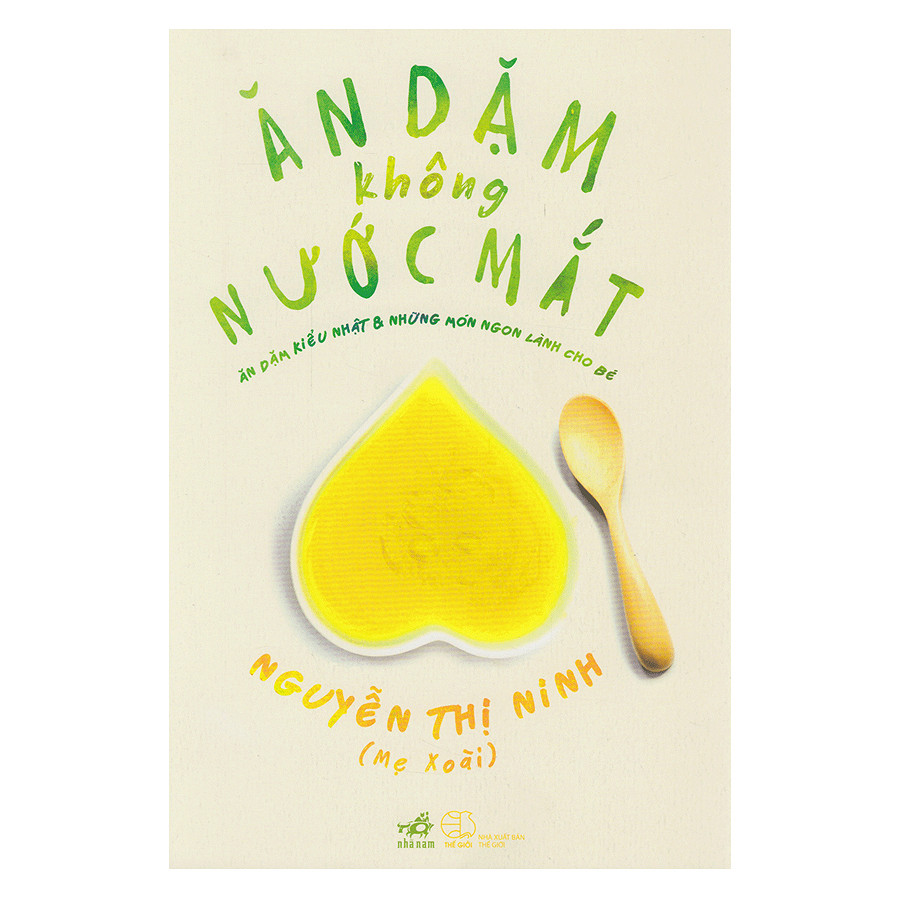 ĂN DẶM
không
NƯỚC MẮT
ĂN DẶM KIỂU NHẬT & NHỮNG MÓN NGON LÀNH CHO BÉ
NGUYỄN THỊ NINH
(Mẹ Xoài)
nhã nam
THẾ GIỚI
NHÀ XUẤT BẢN
THẾ GIỚI